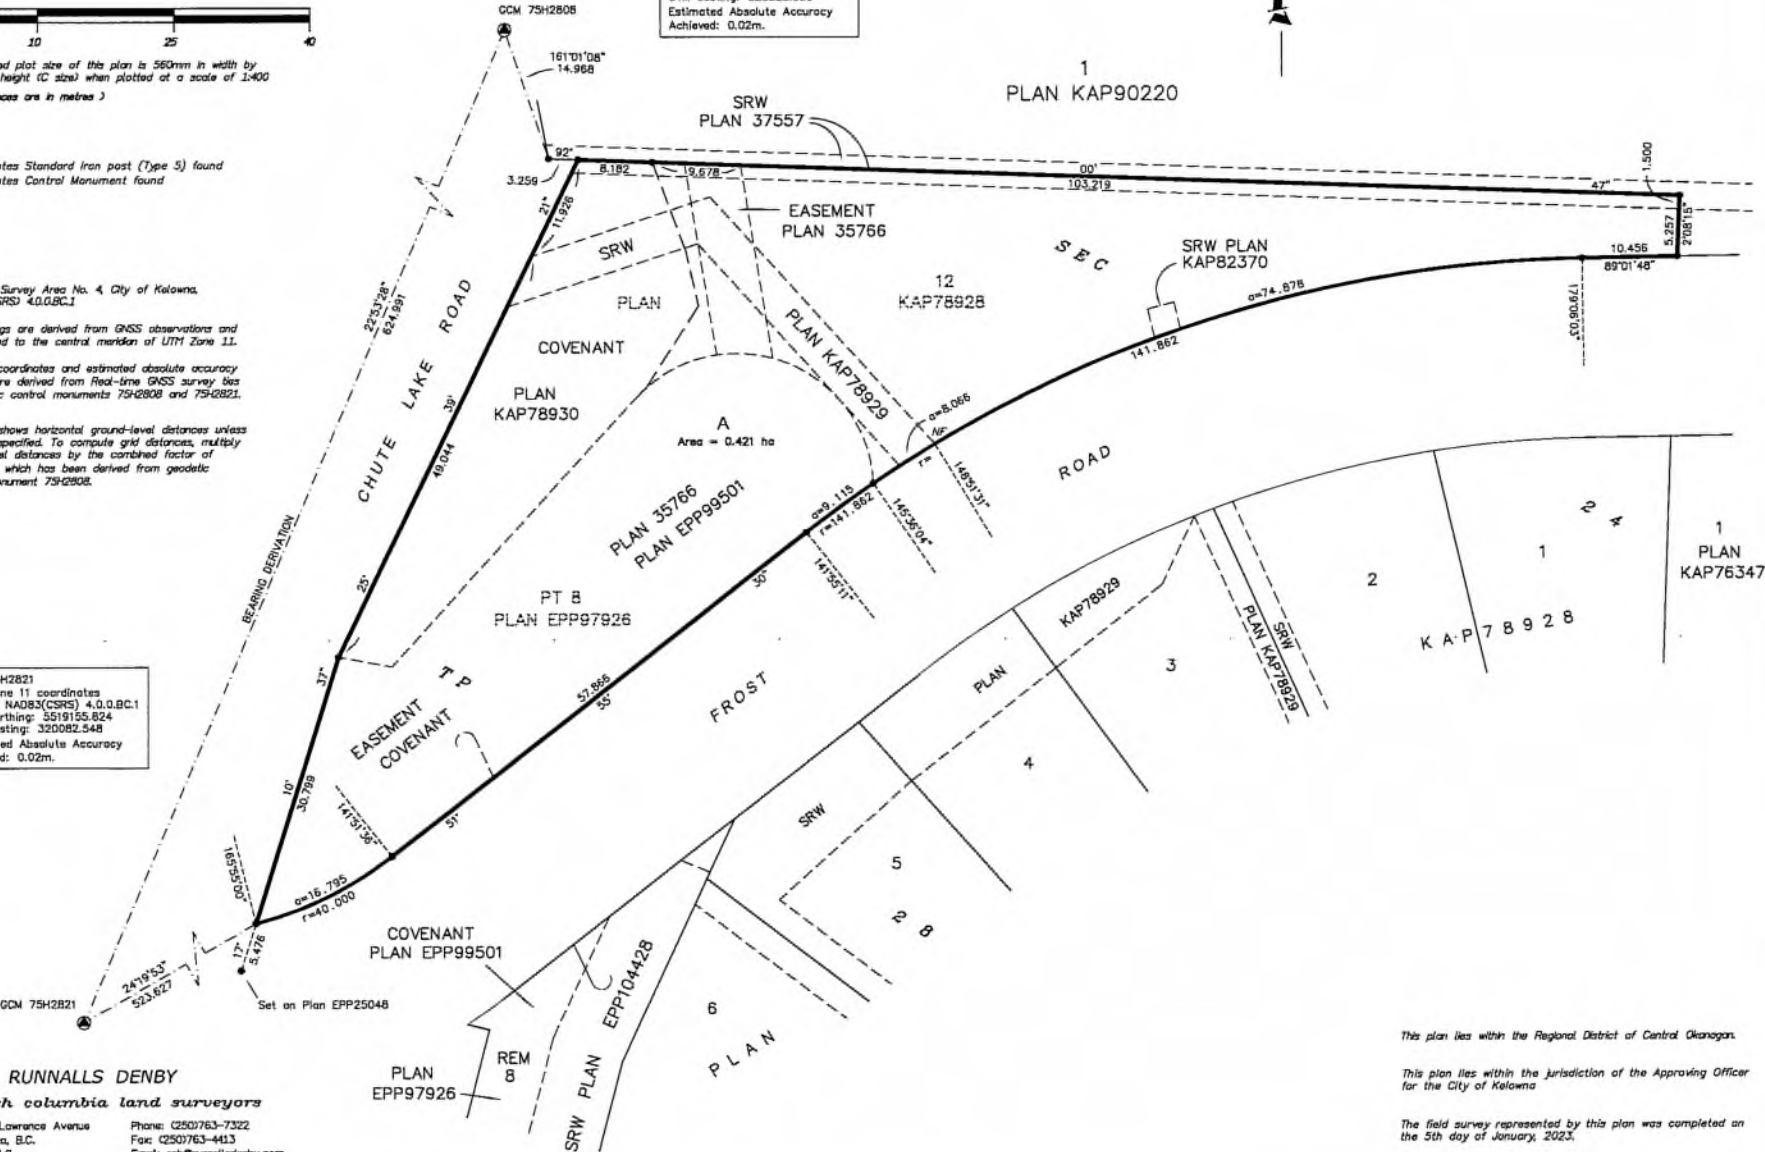 10 25 40
ed plot size of this plan is 560mm in width by
height (C size) when plotted at a scale of 1:400
ces are in metres )
tes Standard Iron post (Type 5) found
tes Control Monument found
Survey Area No. 4, City of Kelowna,
SRS) 4.0.0.BC.1
gs are derived from GNSS observations and
ed to the central meridian of UTM Zone 11.
coordinates and estimated absolute accuracy
re derived from Real-time GNSS survey ties
c control monuments 75H2808 and 75H2821.
shows horizontal ground-level distances unless
specified. To compute grid distances, multiply
el distances by the combined factor of
which has been derived from geodetic
nument 75H2808.
H2821
ne 11 coordinates
NAD83(CSRS) 4.0.0.BC.1
rthing: 5519155.824
sting: 320082.548
ed Absolute Accuracy
d: 0.02m.
GCM 75H2808
Estimated Absolute Accuracy
Achieved: 0.02m.
161°01'08"
14.968
1
PLAN KAP90220
SRW
PLAN 37557
92°
3.259
8.182
9.678
00'
103.219
47"
1.500
5.257
2°08'15"
10.456
89°01'48"
179°06'03"
21"
11.926
EASEMENT
PLAN 35766
SEC
SRW PLAN
KAP82370
12
KAP78928
a=74.878
141.862
SRW
PLAN
PLAN KAP78929
COVENANT
PLAN
KAP78930
22°53'28"
624.991
CHUTE LAKE ROAD
39'
49.044
25'
A
Area = 0.421 ha
a=8.066
r=
148°51'31"
PLAN 35766
PLAN EPP99501
a=9.115
r=141.862
145°36'04"
141°55'11"
30"
PT 8
PLAN EPP97926
TP
EASEMENT
COVENANT
57.866
55'
51'
141°51'36"
37"
10'
30.799
165°55'00"
a=16.795
r=40.000
BEARING DERIVATION
17°
5.476
24°19'53"
523.627
GCM 75H2821
Set on Plan EPP25048
FROST
ROAD
KAP78929
PLAN
SRW
SRW
PLAN KAP78929
1
2
3
4
5
6
24
28
KAP78928
PLAN
1
PLAN
KAP76347
COVENANT
PLAN EPP99501
REM
8
PLAN
EPP97926
SRW PLAN EPP104428
RUNNALLS DENBY
h columbia land surveyors
Lawrence Avenue Phone: (250)763-7322
a, B.C. Fax: (250)763-4413
This plan lies within the Regional District of Central Okanagan.
This plan lies within the jurisdiction of the Approving Officer
for the City of Kelowna
The field survey represented by this plan was completed on
the 5th day of January, 2023.